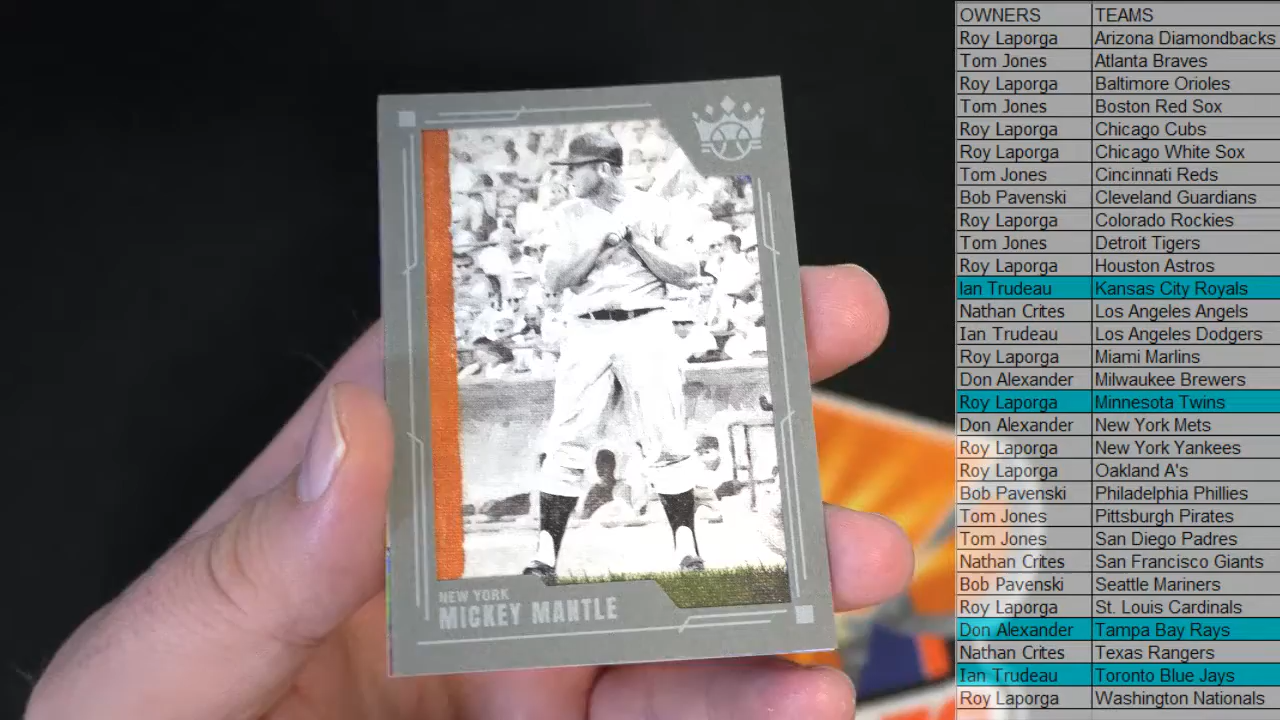 NEW YORK
MICKEY MANTLE
OWNERS TEAMS
Roy Laporga Arizona Diamondbacks
Tom Jones Atlanta Braves
Roy Laporga Baltimore Orioles
Tom Jones Boston Red Sox
Roy Laporga Chicago Cubs
Roy Laporga Chicago White Sox
Tom Jones Cincinnati Reds
Bob Pavenski Cleveland Guardians
Roy Laporga Colorado Rockies
Tom Jones Detroit Tigers
Roy Laporga Houston Astros
Ian Trudeau Kansas City Royals
Nathan Crites Los Angeles Angels
Ian Trudeau Los Angeles Dodgers
Roy Laporga Miami Marlins
Don Alexander Milwaukee Brewers
Roy Laporga Minnesota Twins
Don Alexander New York Mets
Roy Laporga New York Yankees
Roy Laporga Oakland A's
Bob Pavenski Philadelphia Phillies
Tom Jones Pittsburgh Pirates
Tom Jones San Diego Padres
Nathan Crites San Francisco Giants
Bob Pavenski Seattle Mariners
Roy Laporga St. Louis Cardinals
Don Alexander Tampa Bay Rays
Nathan Crites Texas Rangers
Ian Trudeau Toronto Blue Jays
Roy Laporga Washington Nationals